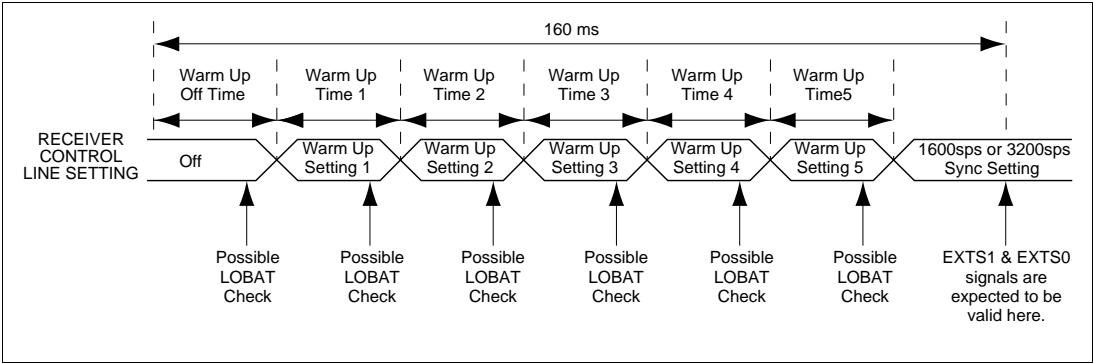 160 ms
Warm Up
Off Time
Warm Up
Time 1
Warm Up
Time 2
Warm Up
Time 3
Warm Up
Time 4
Warm Up
Time5
RECEIVER
CONTROL
LINE SETTING
Off
Warm Up
Setting 1
Warm Up
Setting 2
Warm Up
Setting 3
Warm Up
Setting 4
Warm Up
Setting 5
1600sps or 3200sps
Sync Setting
Possible
LOBAT
Check
Possible
LOBAT
Check
Possible
LOBAT
Check
Possible
LOBAT
Check
Possible
LOBAT
Check
Possible
LOBAT
Check
EXTS1 & EXTS0
signals are
expected to be
valid here.